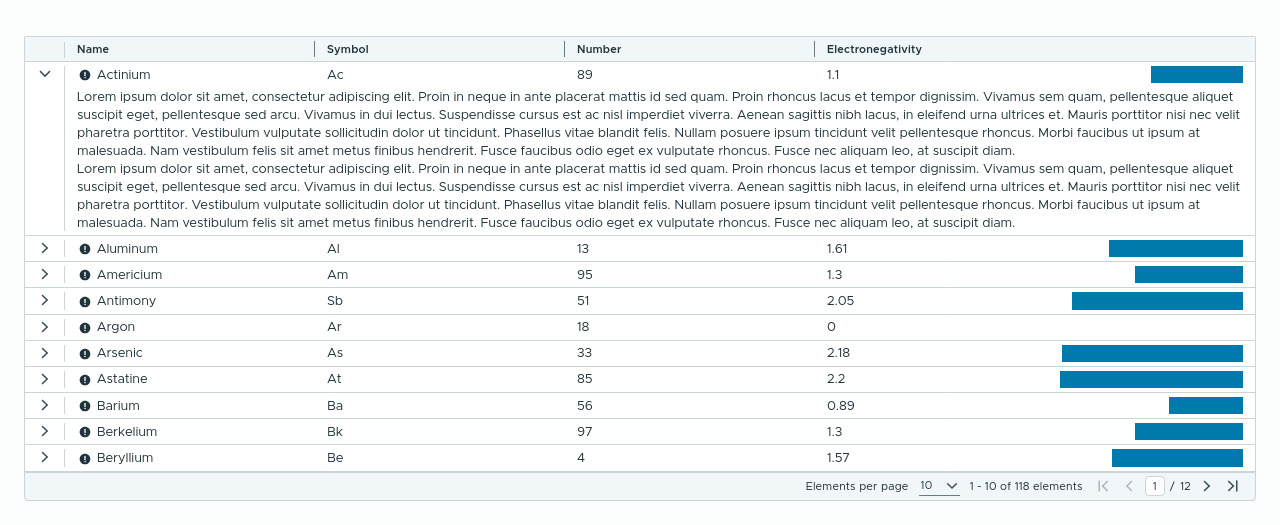 Name Symbol Number Electronegativity
Actinium Ac 89 1.1
Lorem ipsum dolor sit amet, consectetur adipiscing elit. Proin in neque in ante placerat mattis id sed quam. Proin rhoncus lacus et tempor dignissim. Vivamus sem quam, pellentesque aliquet
suscipit eget, pellentesque sed arcu. Vivamus in dui lectus. Suspendisse cursus est ac nisl imperdiet viverra. Aenean sagittis nibh lacus, in eleifend urna ultrices et. Mauris porttitor nisi nec velit
pharetra porttitor. Vestibulum vulputate sollicitudin dolor ut tincidunt. Phasellus vitae blandit felis. Nullam posuere ipsum tincidunt velit pellentesque rhoncus. Morbi faucibus ut ipsum at
malesuada. Nam vestibulum felis sit amet metus finibus hendrerit. Fusce faucibus odio eget ex vulputate rhoncus. Fusce nec aliquam leo, at suscipit diam.
Lorem ipsum dolor sit amet, consectetur adipiscing elit. Proin in neque in ante placerat mattis id sed quam. Proin rhoncus lacus et tempor dignissim. Vivamus sem quam, pellentesque aliquet
suscipit eget, pellentesque sed arcu. Vivamus in dui lectus. Suspendisse cursus est ac nisl imperdiet viverra. Aenean sagittis nibh lacus, in eleifend urna ultrices et. Mauris porttitor nisi nec velit
pharetra porttitor. Vestibulum vulputate sollicitudin dolor ut tincidunt. Phasellus vitae blandit felis. Nullam posuere ipsum tincidunt velit pellentesque rhoncus. Morbi faucibus ut ipsum at
malesuada. Nam vestibulum felis sit amet metus finibus hendrerit. Fusce faucibus odio eget ex vulputate rhoncus. Fusce nec aliquam leo, at suscipit diam.
Aluminum Al 13 1.61
Americium Am 95 1.3
Antimony Sb 51 2.05
Argon Ar 18 0
Arsenic As 33 2.18
Astatine At 85 2.2
Barium Ba 56 0.89
Berkelium Bk 97 1.3
Beryllium Be 4 1.57
Elements per page 10 1 - 10 of 118 elements 1 / 12